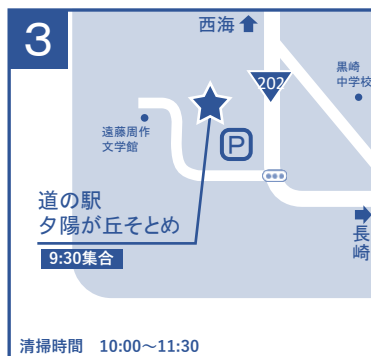 3
西海
202
黒崎
中学校
遠藤周作
文学館
P
道の駅
夕陽が丘そとめ
9:30集合
長崎
清掃時間 10:00～11:30